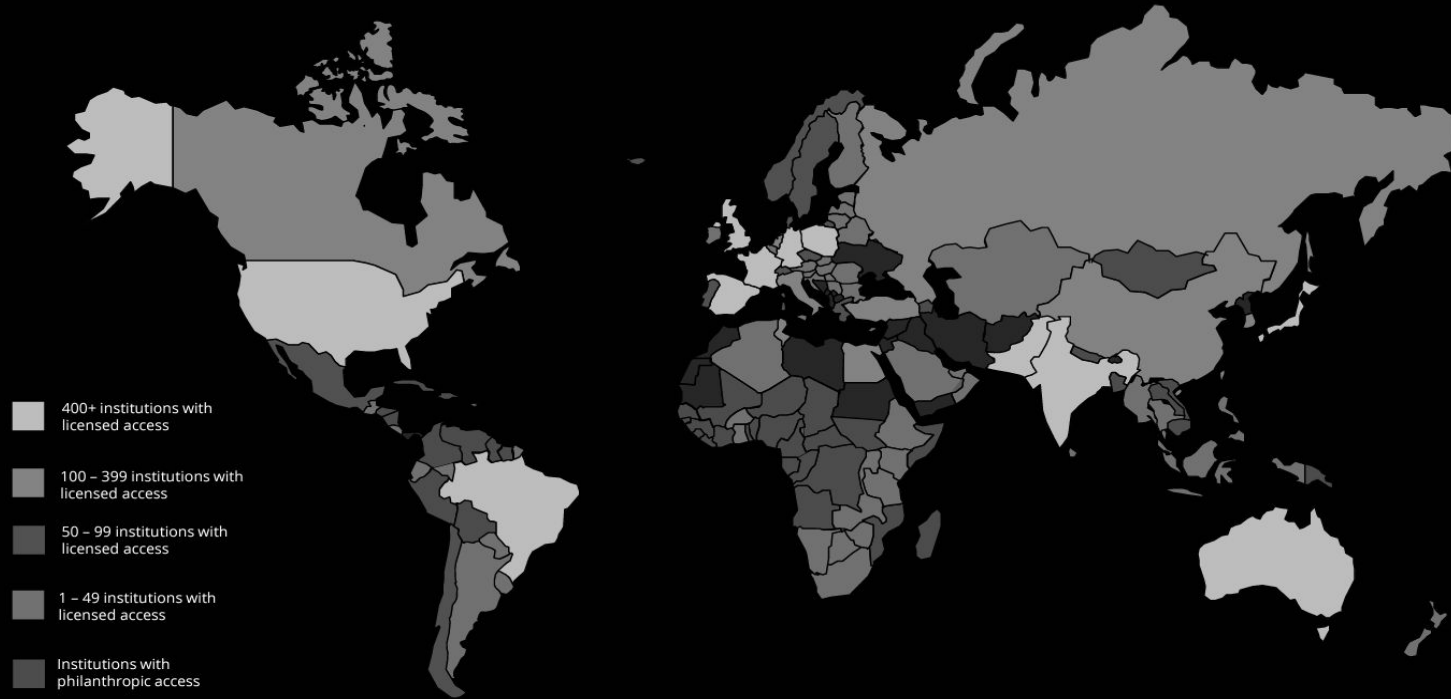 400+ institutions with
licensed access
100 – 399 institutions with
licensed access
50 – 99 institutions with
licensed access
1 – 49 institutions with
licensed access
Institutions with
philanthropic access